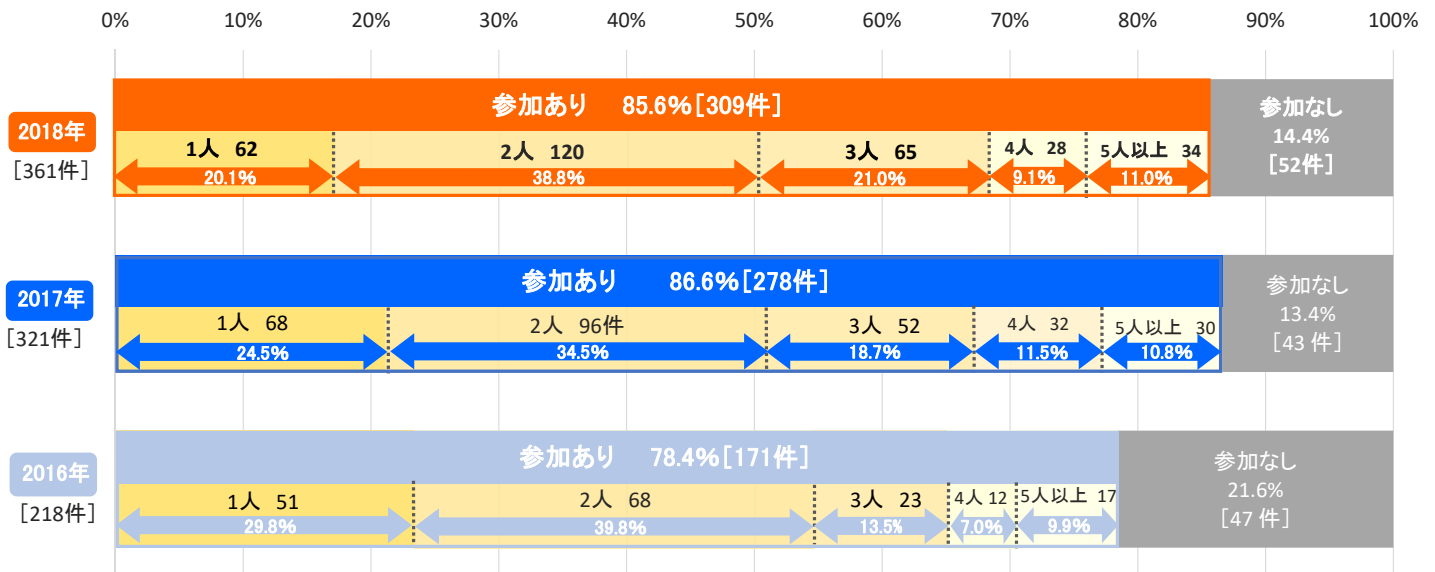 0% 10% 20% 30% 40% 50% 60% 70% 80% 90% 100%
2018年
[361件]
参加あり 85.6%[309件]
1人 62
20.1%
2人 120
38.8%
3人 65
21.0%
4人 28
9.1%
5人以上 34
11.0%
参加なし
14.4%
[52件]
2017年
[321件]
参加あり 86.6%[278件]
1人 68
24.5%
2人 96件
34.5%
3人 52
18.7%
4人 32
11.5%
5人以上 30
10.8%
参加なし
13.4%
[43 件]
2016年
[218件]
参加あり 78.4%[171件]
1人 51
29.8%
2人 68
39.8%
3人 23
13.5%
4人 12
7.0%
5人以上 17
9.9%
参加なし
21.6%
[47 件]